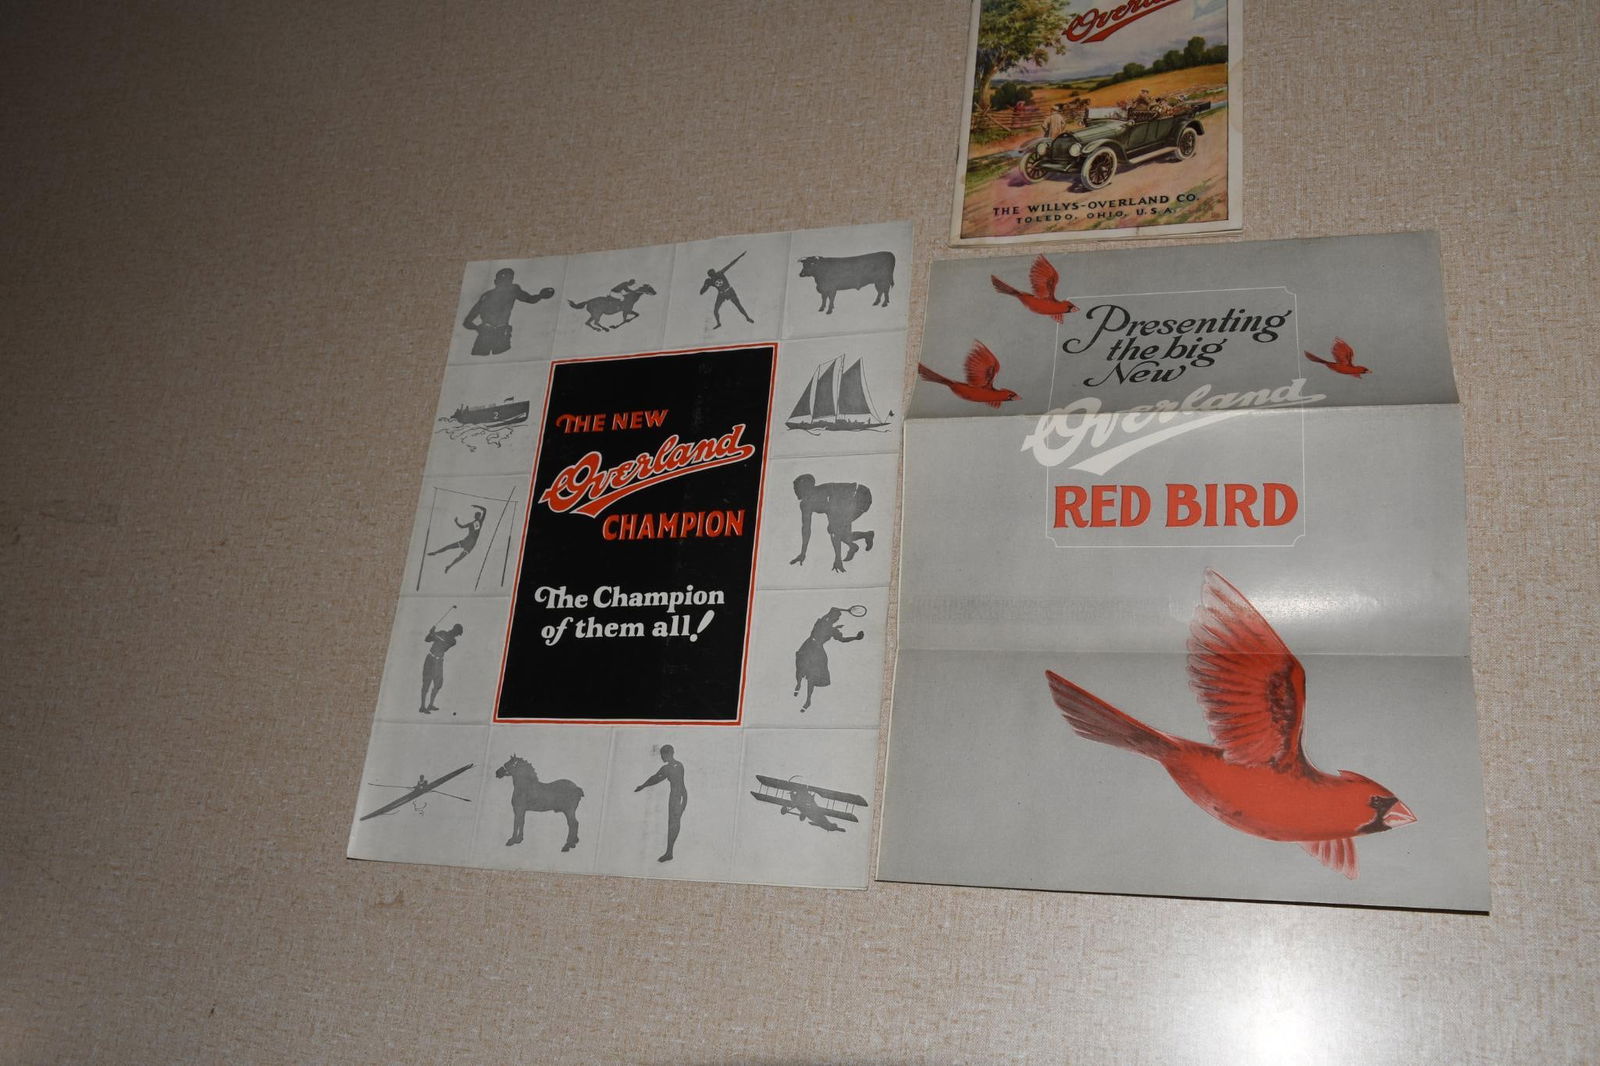 Overland
THE WILLYS-OVERLAND CO.
TOLEDO, OHIO, U.S.A.
THE NEW
Overland
CHAMPION
The Champion
of them all!
2
Presenting
the big
New
Overland
RED BIRD